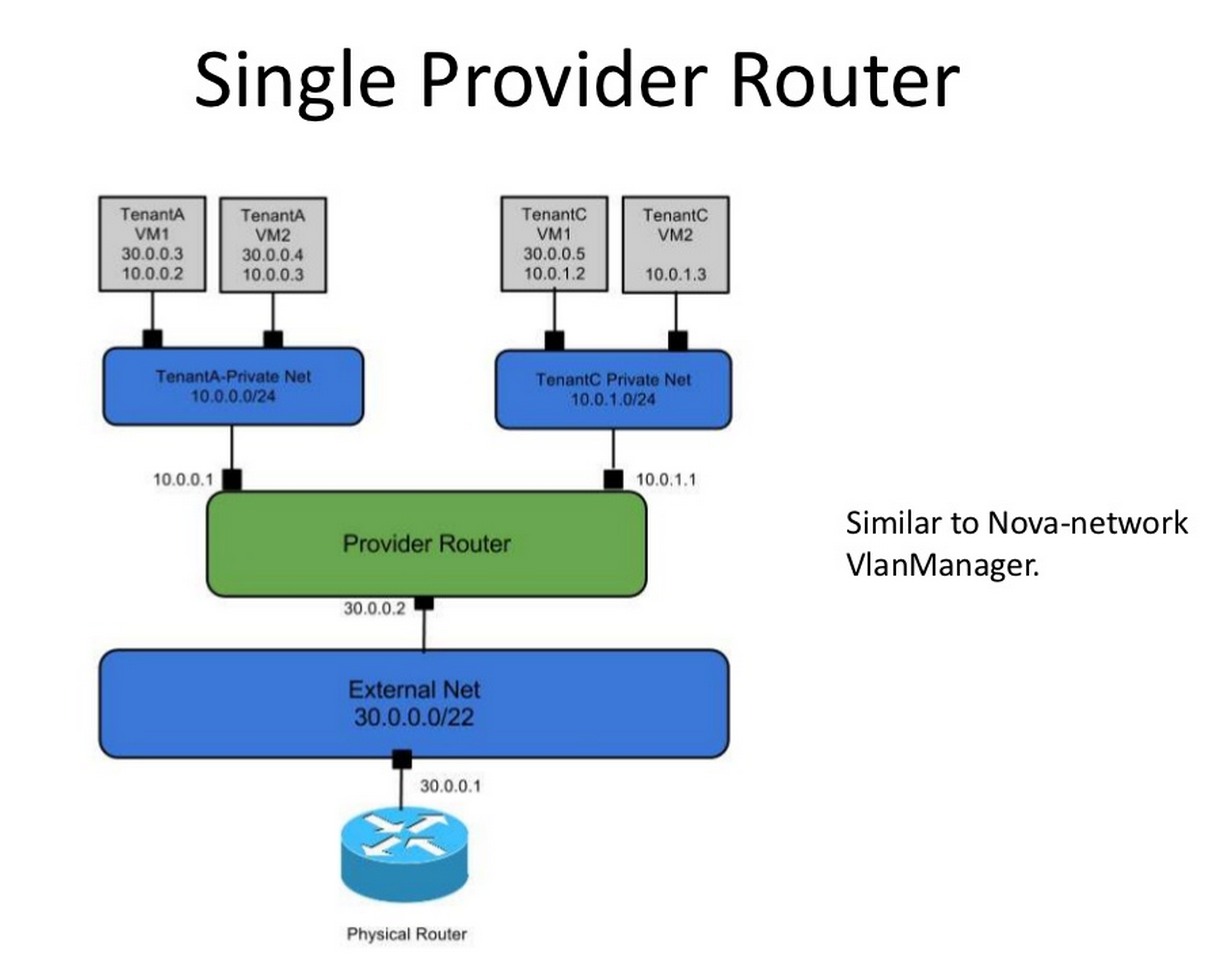 Single Provider Router
TenantA
VM1
30.0.0.3
10.0.0.2
TenantA
VM2
30.0.0.4
10.0.0.3
TenantC
VM1
30.0.0.5
10.0.1.2
TenantC
VM2
10.0.1.3
TenantA-Private Net
10.0.0.0/24
TenantC Private Net
10.0.1.0/24
10.0.0.1
10.0.1.1
Provider Router
Similar to Nova-network
VlanManager.
30.0.0.2
External Net
30.0.0.0/22
30.0.0.1
Physical Router